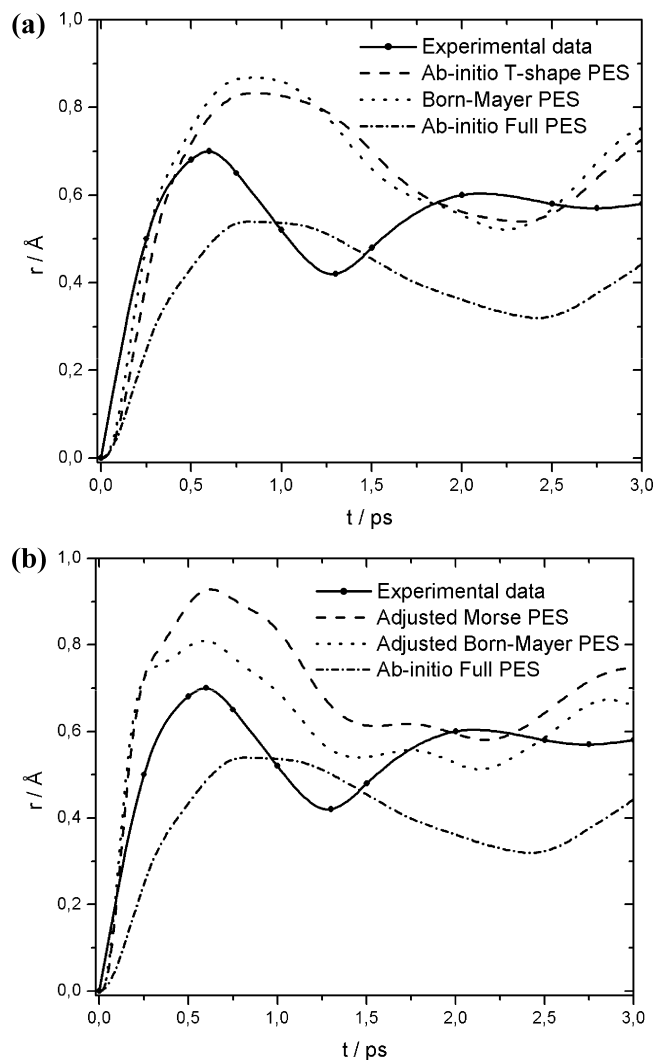 (a)
1,0
0,8
0,6
0,4
0,2
0,0
r / Å
Experimental data
Ab-initio T-shape PES
Born-Mayer PES
Ab-initio Full PES
0,0 0,5 1,0 1,5 2,0 2,5 3,0
t / ps
(b)
1,0
0,8
0,6
0,4
0,2
0,0
r / Å
Experimental data
Adjusted Morse PES
Adjusted Born-Mayer PES
Ab-initio Full PES
0,0 0,5 1,0 1,5 2,0 2,5 3,0
t / ps